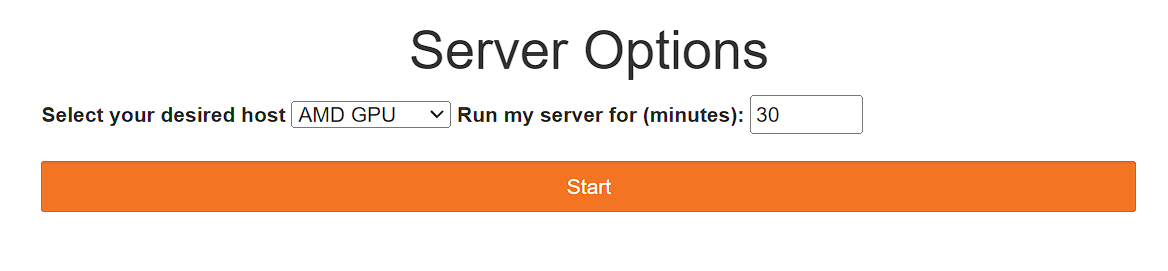 Server Options
Select your desired host AMD GPU Run my server for (minutes): 30
Start